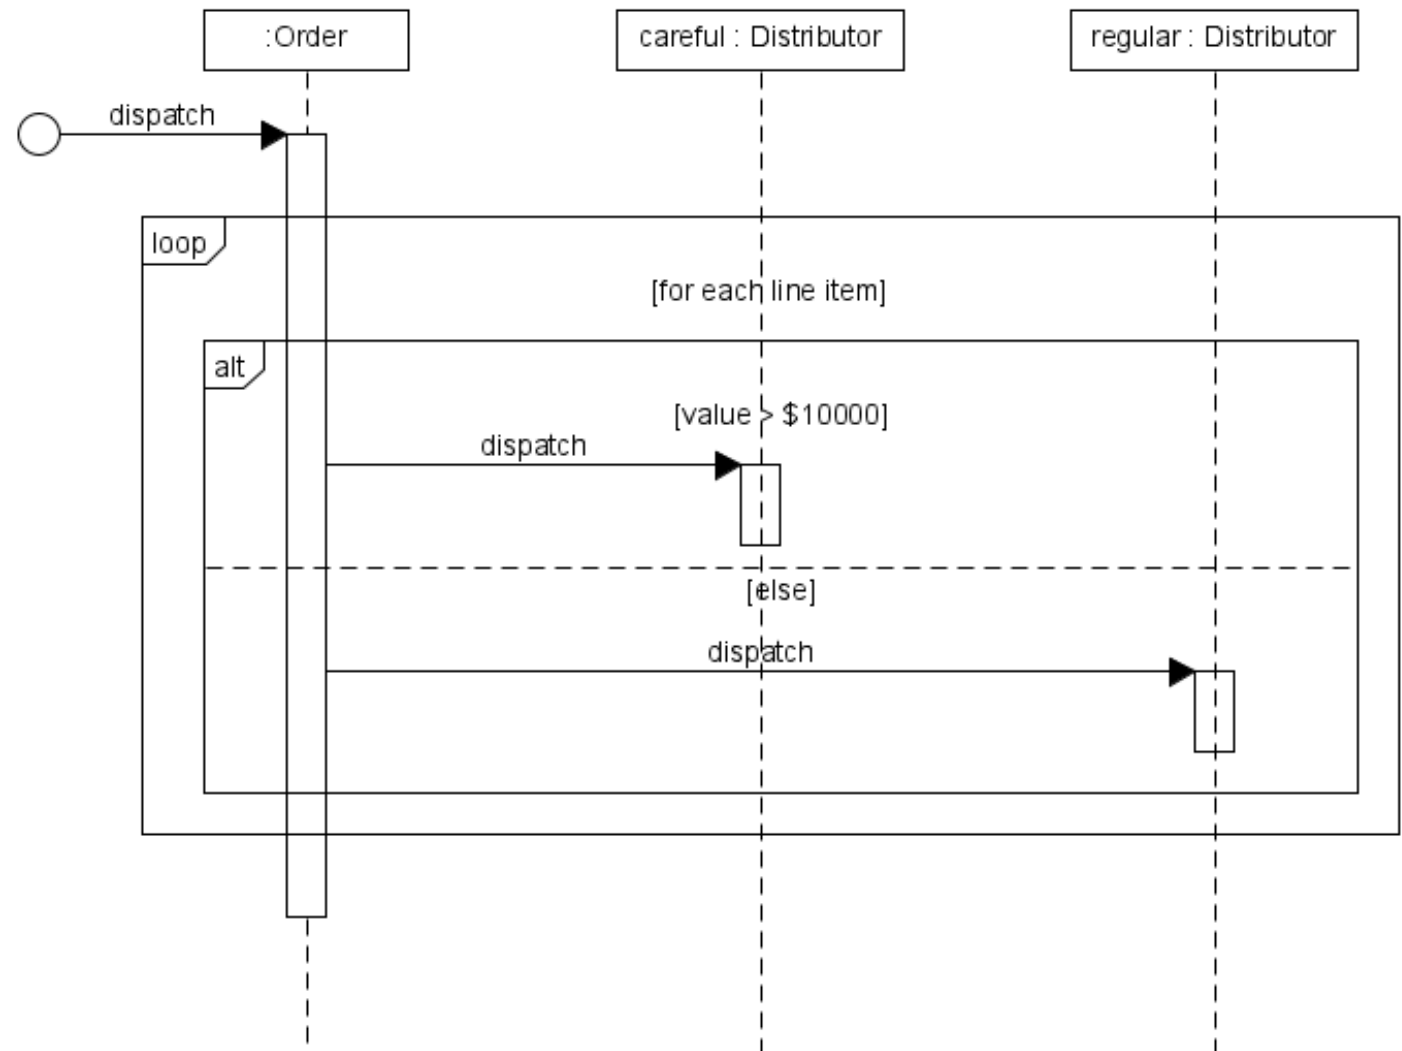 :Order
careful : Distributor
regular : Distributor
dispatch
loop
[for each line item]
alt
[value > $10000]
dispatch
[else]
dispatch